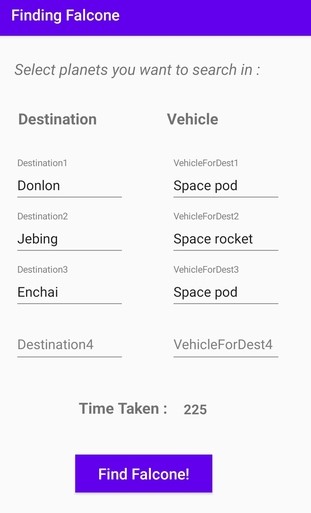 Finding Falcone
Select planets you want to search in :
Destination Vehicle
Destination1 VehicleForDest1
Donlon Space pod
Destination2 VehicleForDest2
Jebing Space rocket
Destination3 VehicleForDest3
Enchai Space pod
Destination4 VehicleForDest4
Time Taken : 225
Find Falcone!